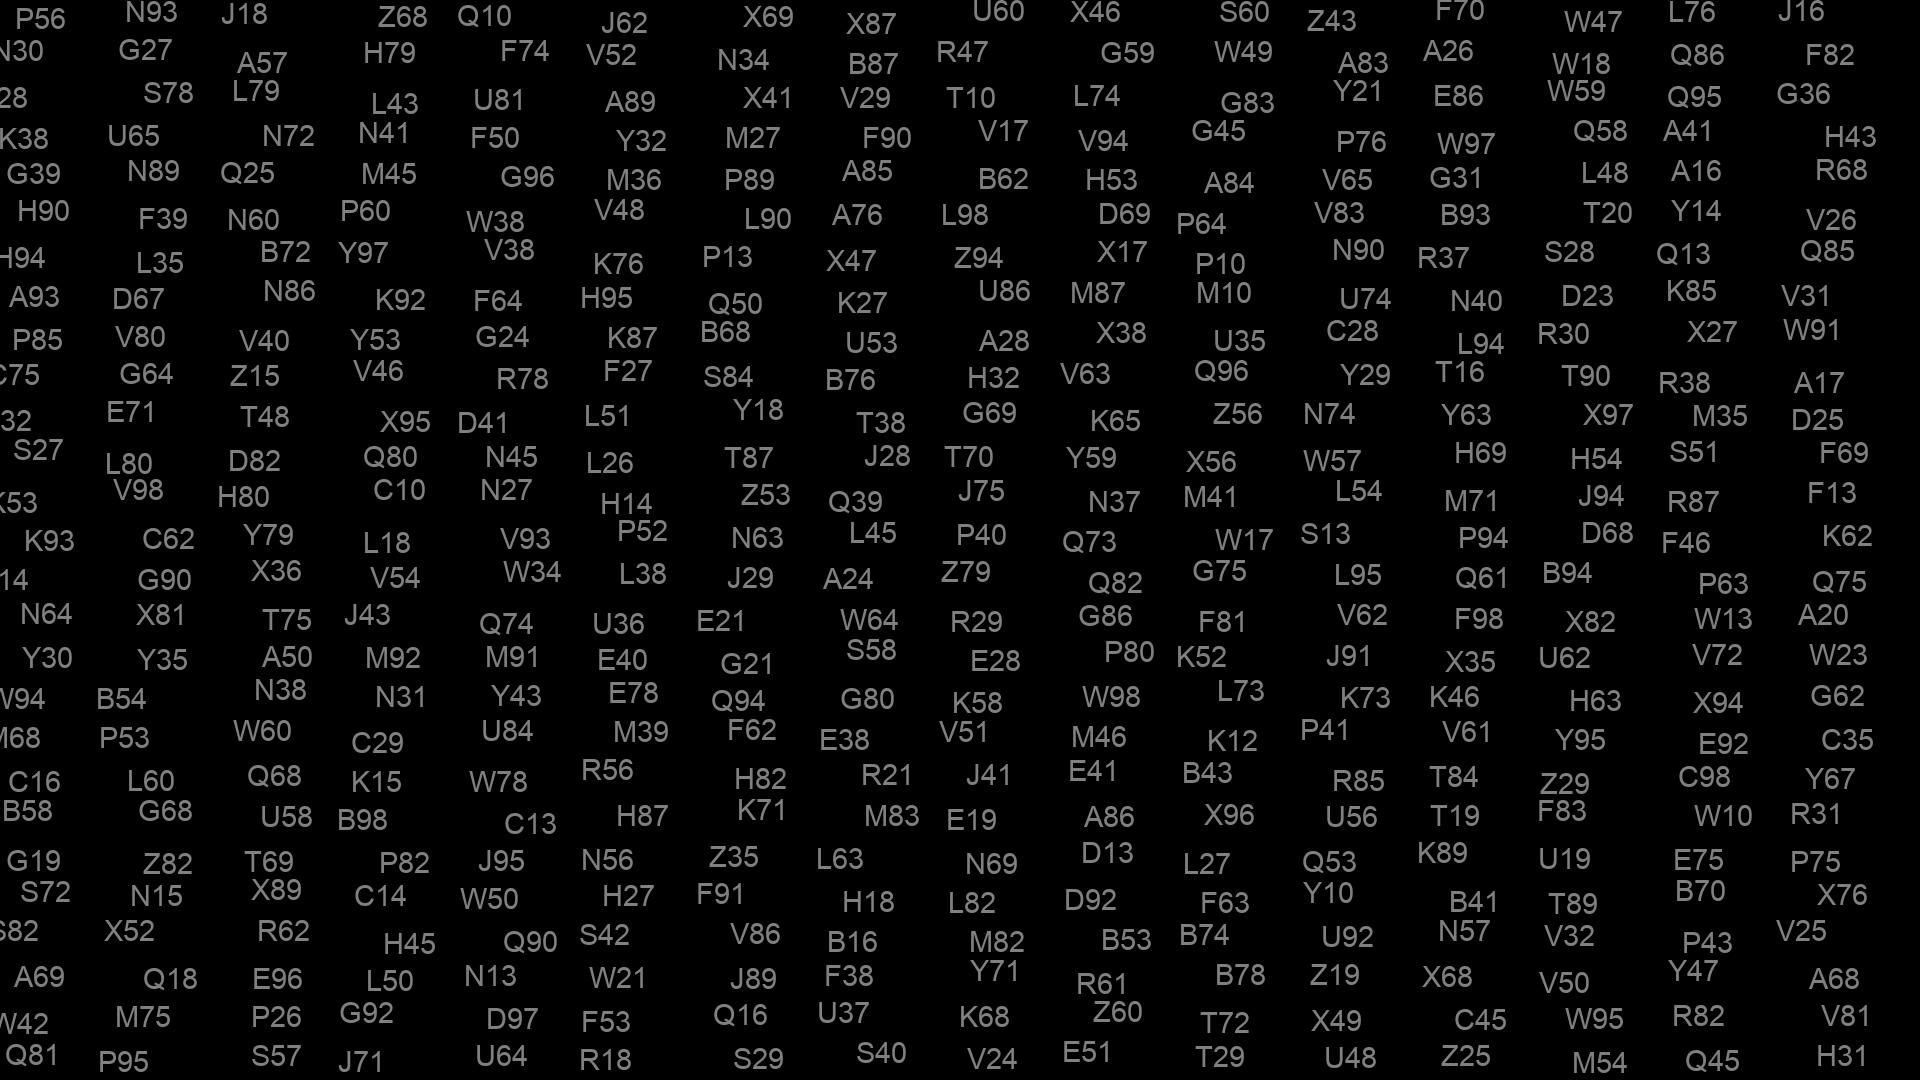 P56 N93 J18 Z68 Q10 J62 X69 X87 U60 X46 S60 Z43 F70 W47 L76 J16
N30 G27 A57 H79 F74 V52 N34 B87 R47 G59 W49 A83 A26 W18 Q86 F82
28 S78 L79 L43 U81 A89 X41 V29 T10 L74 G83 Y21 E86 W59 Q95 G36
K38 U65 N72 N41 F50 Y32 M27 F90 V17 V94 G45 P76 W97 Q58 A41 H43
G39 N89 Q25 M45 G96 M36 P89 A85 B62 H53 A84 V65 G31 L48 A16 R68
H90 F39 N60 P60 W38 V48 L90 A76 L98 D69 P64 V83 B93 T20 Y14 V26
H94 L35 B72 Y97 V38 K76 P13 X47 Z94 X17 P10 N90 R37 S28 Q13 Q85
A93 D67 N86 K92 F64 H95 Q50 K27 U86 M87 M10 U74 N40 D23 K85 V31
P85 V80 V40 Y53 G24 K87 B68 U53 A28 X38 U35 C28 L94 R30 X27 W91
C75 G64 Z15 V46 R78 F27 S84 B76 H32 V63 Q96 Y29 T16 T90 R38 A17
32 E71 T48 X95 D41 L51 Y18 T38 G69 K65 Z56 N74 Y63 X97 M35 D25
S27 L80 D82 Q80 N45 L26 T87 J28 T70 Y59 X56 W57 H69 H54 S51 F69
K53 V98 H80 C10 N27 H14 Z53 Q39 J75 N37 M41 L54 M71 J94 R87 F13
K93 C62 Y79 L18 V93 P52 N63 L45 P40 Q73 W17 S13 P94 D68 F46 K62
14 G90 X36 V54 W34 L38 J29 A24 Z79 Q82 G75 L95 Q61 B94 P63 Q75
N64 X81 T75 J43 Q74 U36 E21 W64 R29 G86 F81 V62 F98 X82 W13 A20
Y30 Y35 A50 M92 M91 E40 G21 S58 E28 P80 K52 J91 X35 U62 V72 W23
W94 B54 N38 N31 Y43 E78 Q94 G80 K58 W98 L73 K73 K46 H63 X94 G62
M68 P53 W60 C29 U84 M39 F62 E38 V51 M46 K12 P41 V61 Y95 E92 C35
C16 L60 Q68 K15 W78 R56 H82 R21 J41 E41 B43 R85 T84 Z29 C98 Y67
B58 G68 U58 B98 C13 H87 K71 M83 E19 A86 X96 U56 T19 F83 W10 R31
G19 Z82 T69 P82 J95 N56 Z35 L63 N69 D13 L27 Q53 K89 U19 E75 P75
S72 N15 X89 C14 W50 H27 F91 H18 L82 D92 F63 Y10 B41 T89 B70 X76
S82 X52 R62 H45 Q90 S42 V86 B16 M82 B53 B74 U92 N57 V32 P43 V25
A69 Q18 E96 L50 N13 W21 J89 F38 Y71 R61 B78 Z19 X68 V50 Y47 A68
W42 M75 P26 G92 D97 F53 Q16 U37 K68 Z60 T72 X49 C45 W95 R82 V81
Q81 P95 S57 J71 U64 R18 S29 S40 V24 E51 T29 U48 Z25 M54 Q45 H31